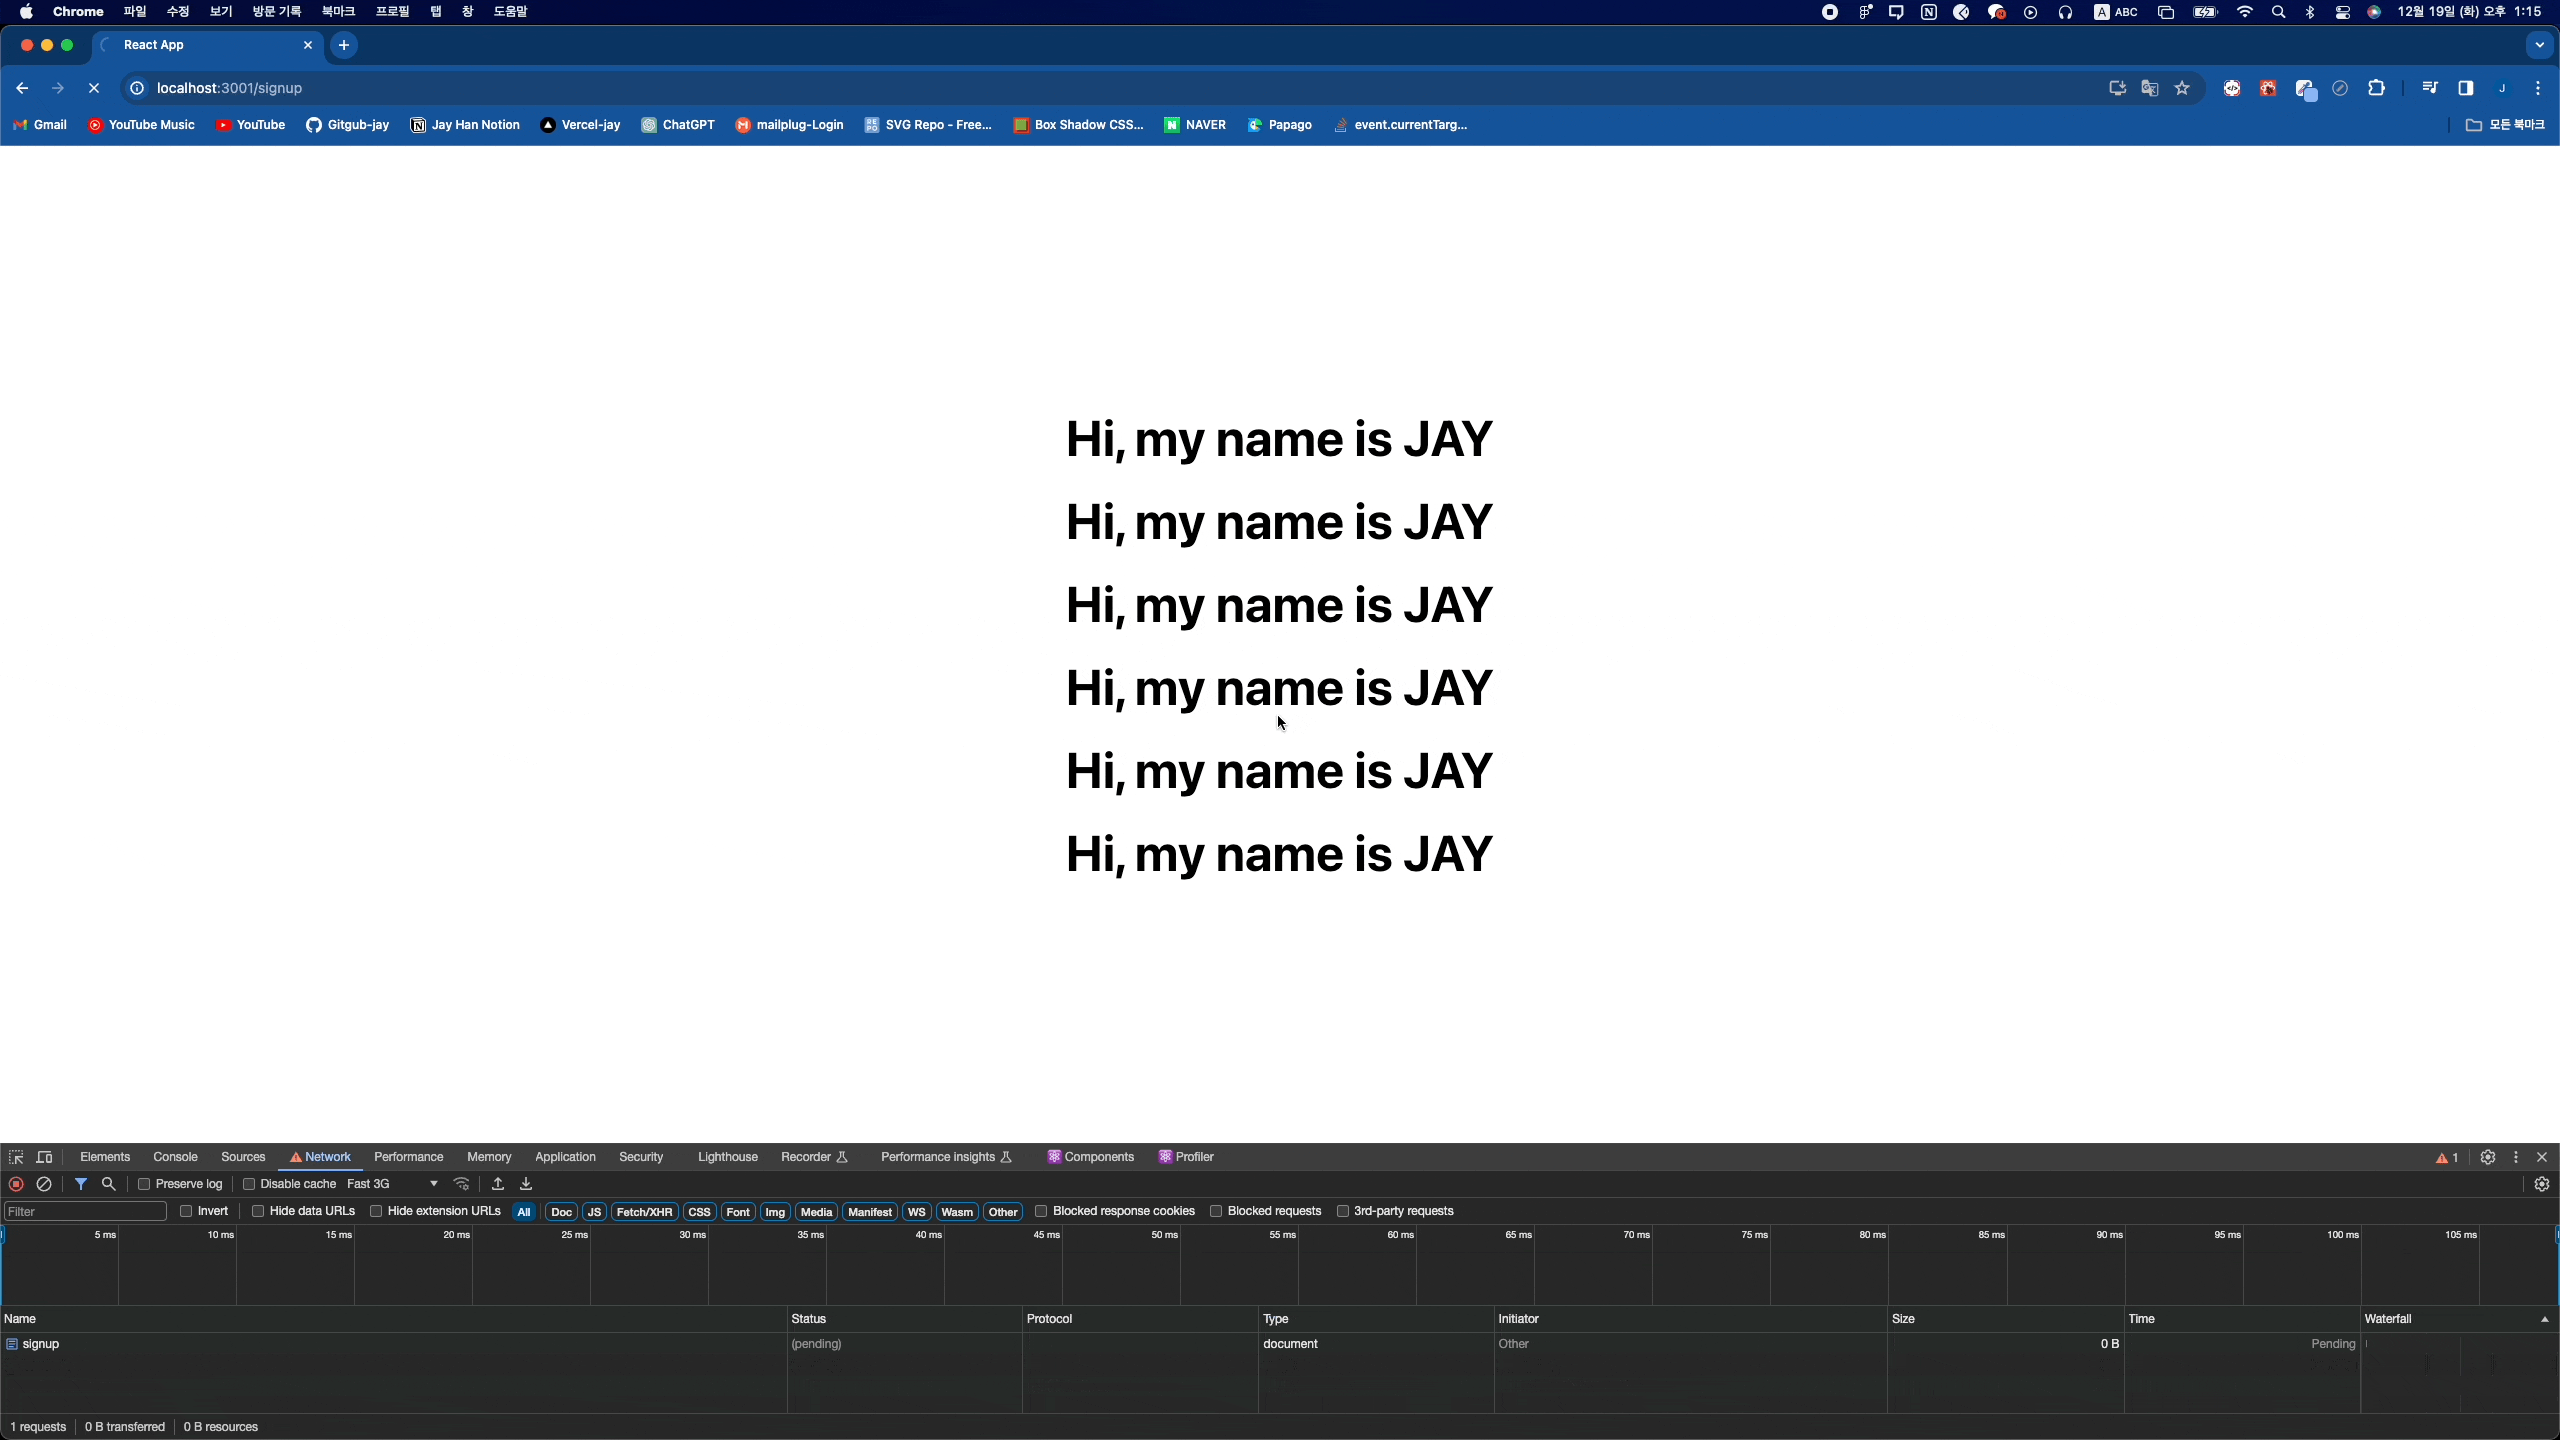 Chrome 파일 수정 보기 방문 기록 북마크 프로필 탭 창 도움말 A ABC 12월 19일 (화) 오후 1:15
React App
localhost:3001/signup
Gmail YouTube Music YouTube Gitgub-jay Jay Han Notion Vercel-jay ChatGPT mailplug-Login SVG Repo - Free... Box Shadow CSS... NAVER Papago event.currentTarg... 모든 북마크
Hi, my name is JAY
Hi, my name is JAY
Hi, my name is JAY
Hi, my name is JAY
Hi, my name is JAY
Hi, my name is JAY
Elements Console Sources Network Performance Memory Application Security Lighthouse Recorder Performance insights Components Profiler 1
Preserve log Disable cache Fast 3G
Filter Invert Hide data URLs Hide extension URLs All Doc JS Fetch/XHR CSS Font Img Media Manifest WS Wasm Other Blocked response cookies Blocked requests 3rd-party requests
5 ms 10 ms 15 ms 20 ms 25 ms 30 ms 35 ms 40 ms 45 ms 50 ms 55 ms 60 ms 65 ms 70 ms 75 ms 80 ms 85 ms 90 ms 95 ms 100 ms 105 ms
Name Status Protocol Type Initiator Size Time Waterfall
signup (pending) document Other 0 B Pending
1 requests 0 B transferred 0 B resources